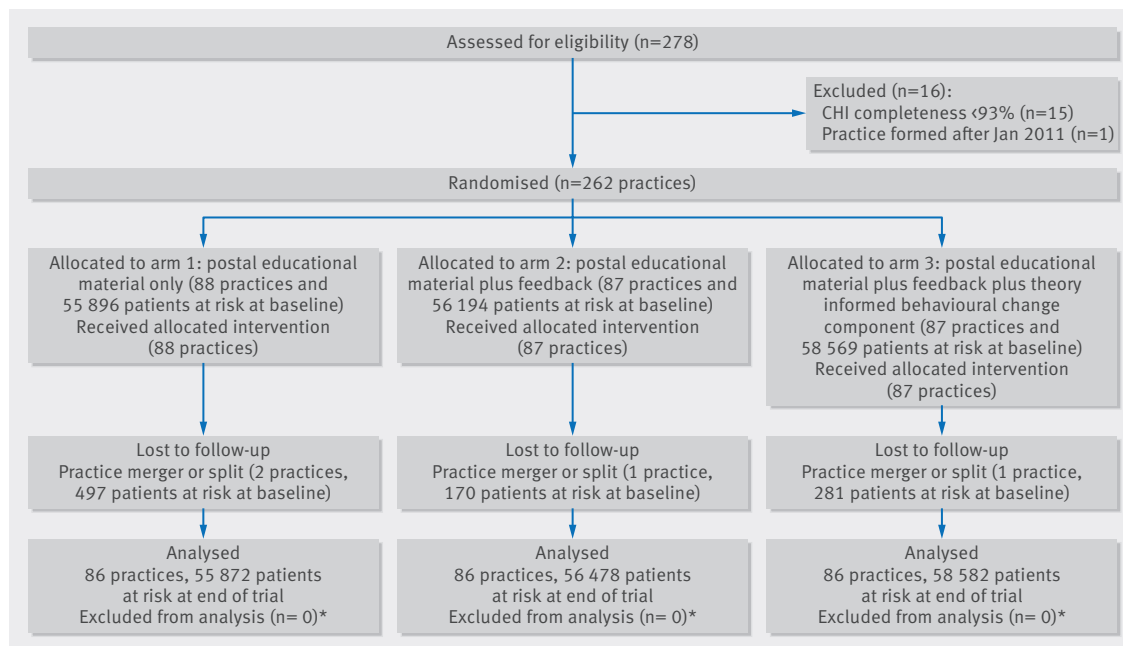 Assessed for eligibility (n=278)
Excluded (n=16):
CHI completeness <93% (n=15)
Practice formed after Jan 2011 (n=1)
Randomised (n=262 practices)
Allocated to arm 1: postal educational
material only (88 practices and
55 896 patients at risk at baseline)
Received allocated intervention
(88 practices)
Allocated to arm 2: postal educational
material plus feedback (87 practices and
56 194 patients at risk at baseline)
Received allocated intervention
(87 practices)
Allocated to arm 3: postal educational
material plus feedback plus theory
informed behavioural change
component (87 practices and
58 569 patients at risk at baseline)
Received allocated intervention
(87 practices)
Lost to follow-up
Practice merger or split (2 practices,
497 patients at risk at baseline)
Lost to follow-up
Practice merger or split (1 practice,
170 patients at risk at baseline)
Lost to follow-up
Practice merger or split (1 practice,
281 patients at risk at baseline)
Analysed
86 practices, 55 872 patients
at risk at end of trial
Excluded from analysis (n= 0)*
Analysed
86 practices, 56 478 patients
at risk at end of trial
Excluded from analysis (n= 0)*
Analysed
86 practices, 58 582 patients
at risk at end of trial
Excluded from analysis (n= 0)*